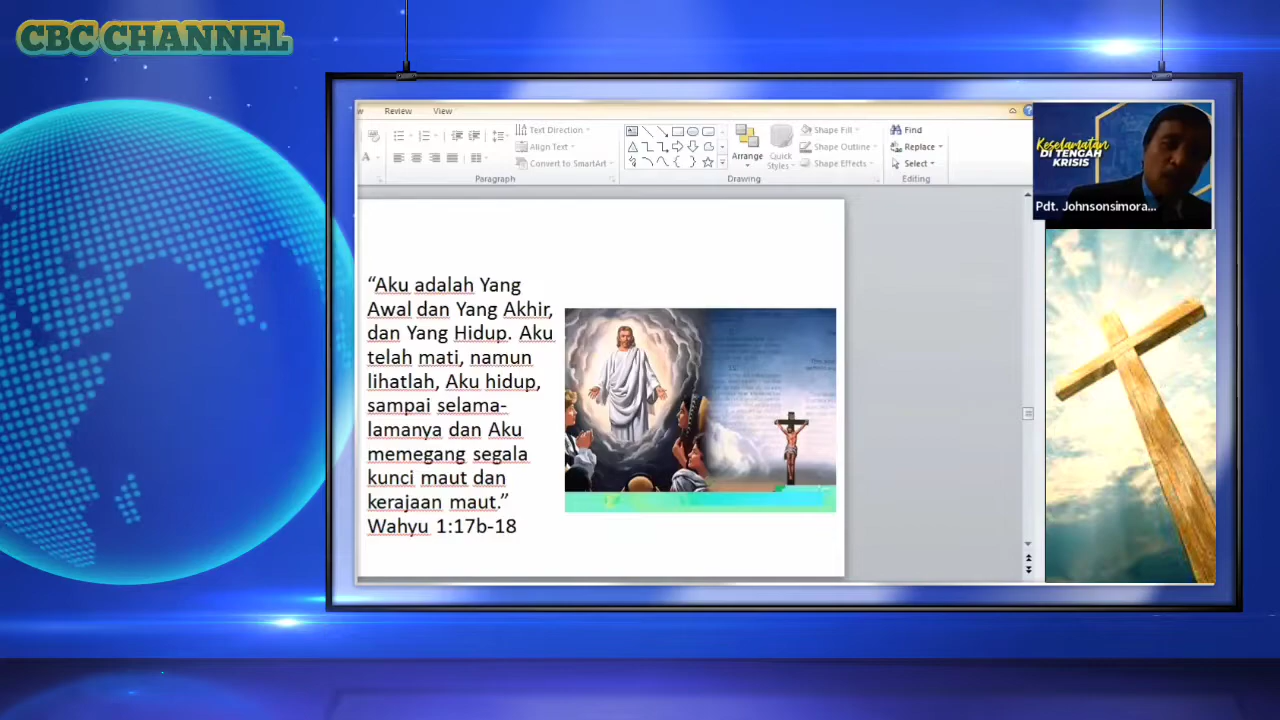 CBC CHANNEL
Review View
Text Direction
Align Text
Convert to SmartArt
Paragraph
Arrange
Quick
Styles
Shape Fill
Shape Outline
Shape Effects
Drawing
Find
Replace
Select
Editing
Keselamatan
DI TENGAH
KRISIS
Pdt. Johnsonsimora...
“Aku adalah Yang
Awal dan Yang Akhir,
dan Yang Hidup. Aku
telah mati, namun
lihatlah, Aku hidup,
sampai selama-
lamanya dan Aku
memegang segala
kunci maut dan
kerajaan maut.”
Wahyu 1:17b-18